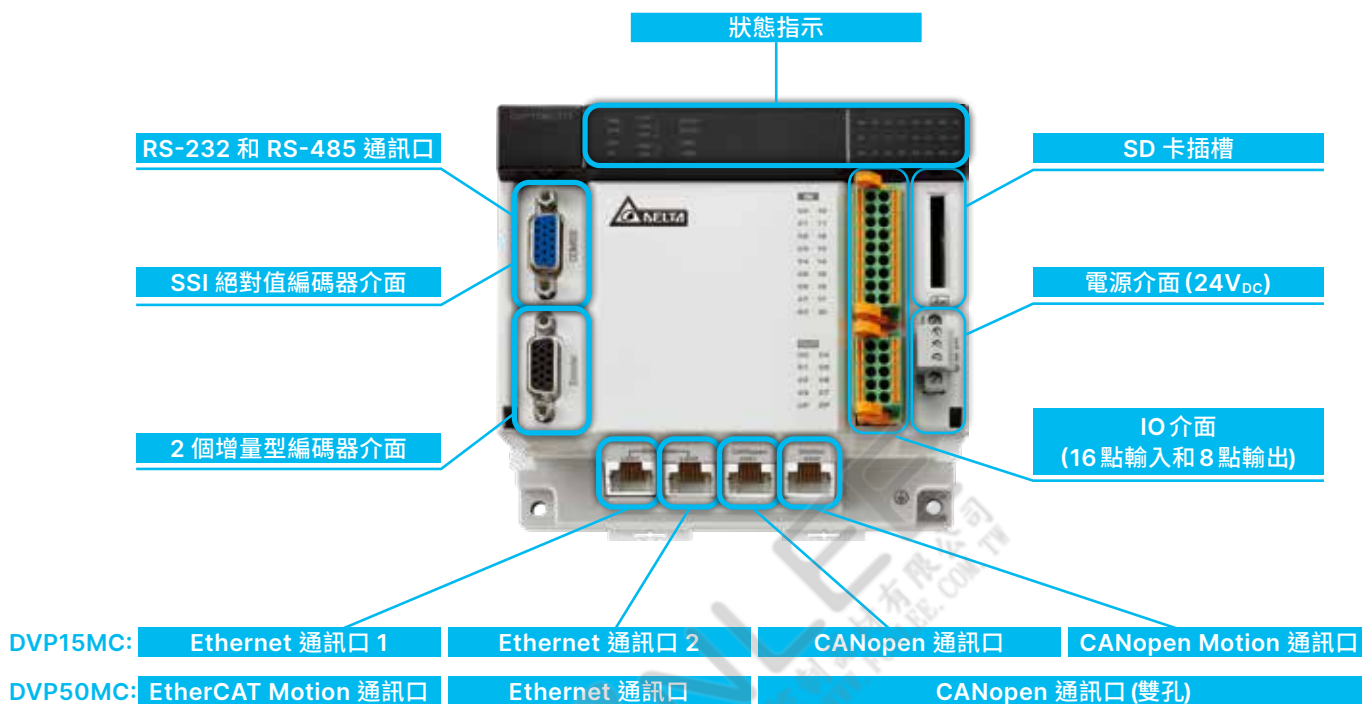 狀態指示
RS-232 和 RS-485 通訊口
SD 卡插槽
DELTA
SSI 絕對值編碼器介面
電源介面 (24VDC)
2 個增量型編碼器介面
IO 介面
(16 點輸入和 8 點輸出)
DVP15MC: Ethernet 通訊口 1 Ethernet 通訊口 2 CANopen 通訊口 CANopen Motion 通訊口
DVP50MC: EtherCAT Motion 通訊口 Ethernet 通訊口 CANopen 通訊口 (雙孔)